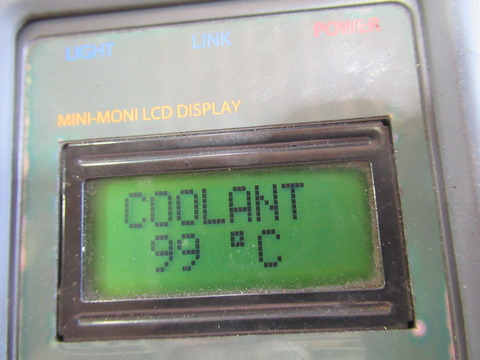 LIGHT LINK POWER
MINI-MONI LCD DISPLAY
COOLANT
99 °C